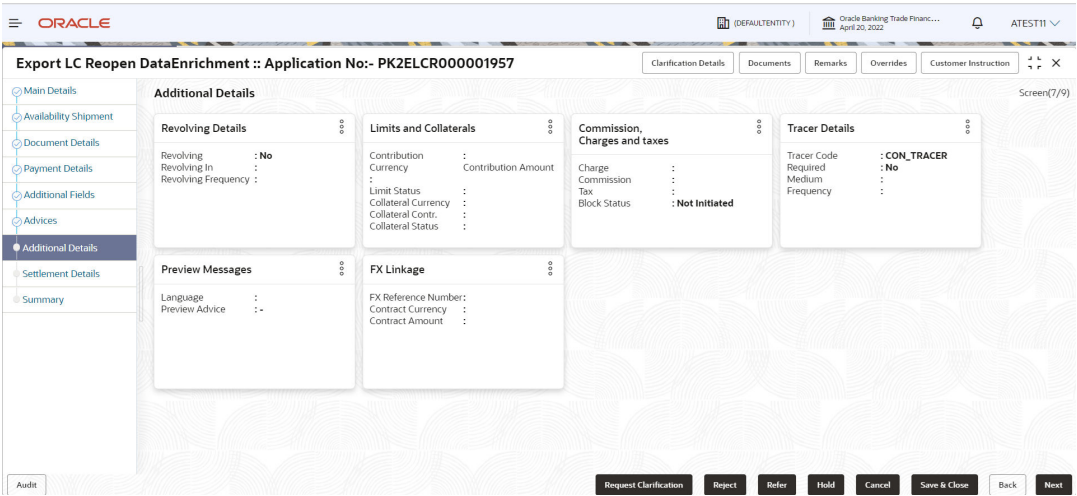 ORACLE
(DEFAULTENTITY )
Oracle Banking Trade Financ...
April 20, 2022
ATEST11
Export LC Reopen DataEnrichment :: Application No:- PK2ELCR000001957
Clarification Details
Documents
Remarks
Overrides
Customer Instruction
Main Details
Availability Shipment
Document Details
Payment Details
Additional Fields
Advices
Additional Details
Settlement Details
Summary
Additional Details
Screen(7/9)
Revolving Details
Revolving : No
Revolving In :
Revolving Frequency :
Limits and Collaterals
Contribution :
Currency Contribution Amount
:
Limit Status :
Collateral Currency :
Collateral Contr. :
Collateral Status :
Commission,
Charges and taxes
Charge :
Commission :
Tax :
Block Status : Not Initiated
Tracer Details
Tracer Code : CON_TRACER
Required : No
Medium :
Frequency :
Preview Messages
Language :
Preview Advice : -
FX Linkage
FX Reference Number:
Contract Currency :
Contract Amount :
Audit
Request Clarification
Reject
Refer
Hold
Cancel
Save & Close
Back
Next